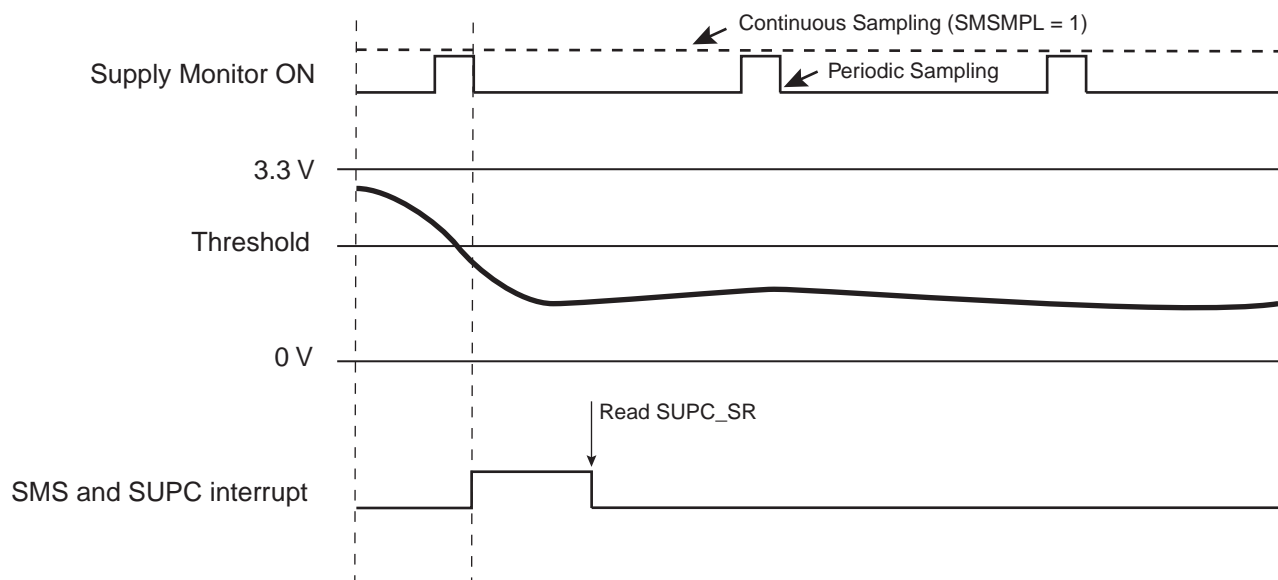 Continuous Sampling (SMSMPL = 1)
Supply Monitor ON
Periodic Sampling
3.3 V
Threshold
0 V
Read SUPC_SR
SMS and SUPC interrupt